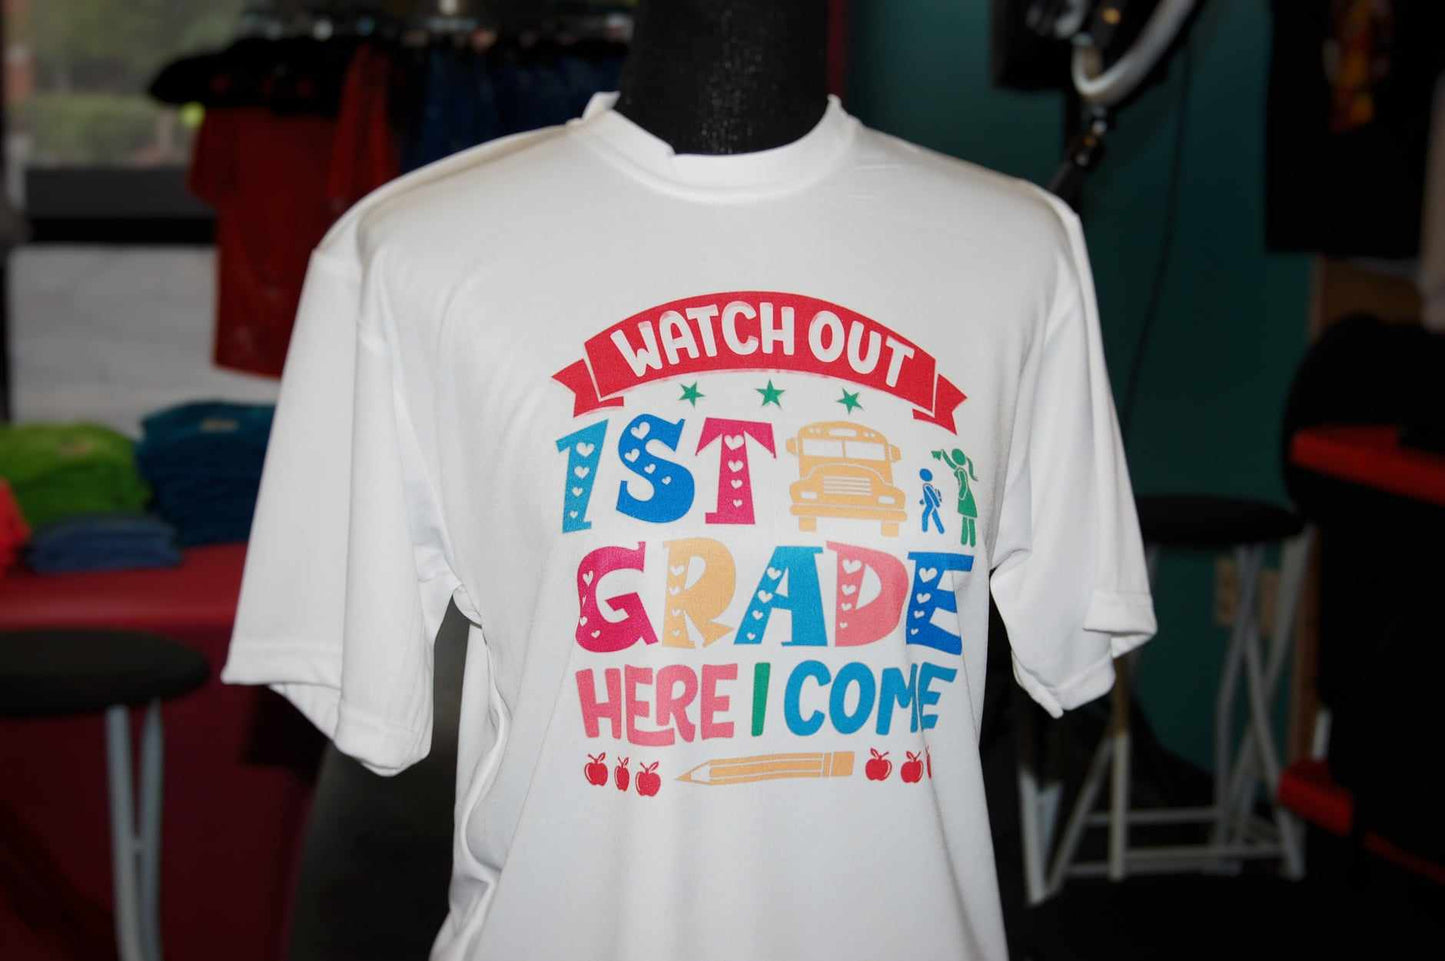 WATCH OUT
1ST
GRADE
HERE I COME